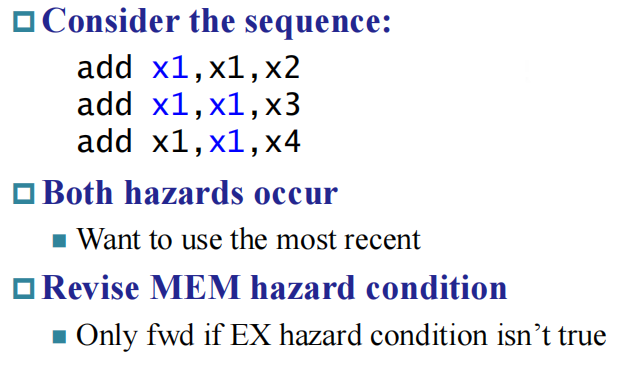 Consider the sequence:
add x1,x1,x2
add x1,x1,x3
add x1,x1,x4
Both hazards occur
Want to use the most recent
Revise MEM hazard condition
Only fwd if EX hazard condition isn’t true